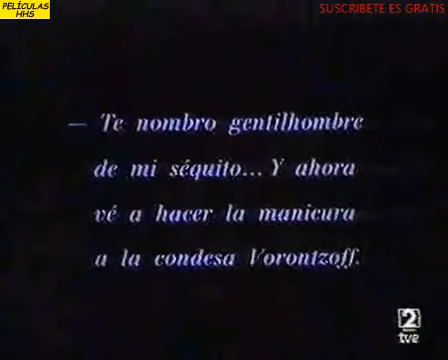 PELÍCULAS
HHS
SUSCRIBETE ES GRATIS
— Te nombro gentilhombre
de mi séquito... Y ahora
vé a hacer la manicura
a la condesa Vorontzoff.
2
tve